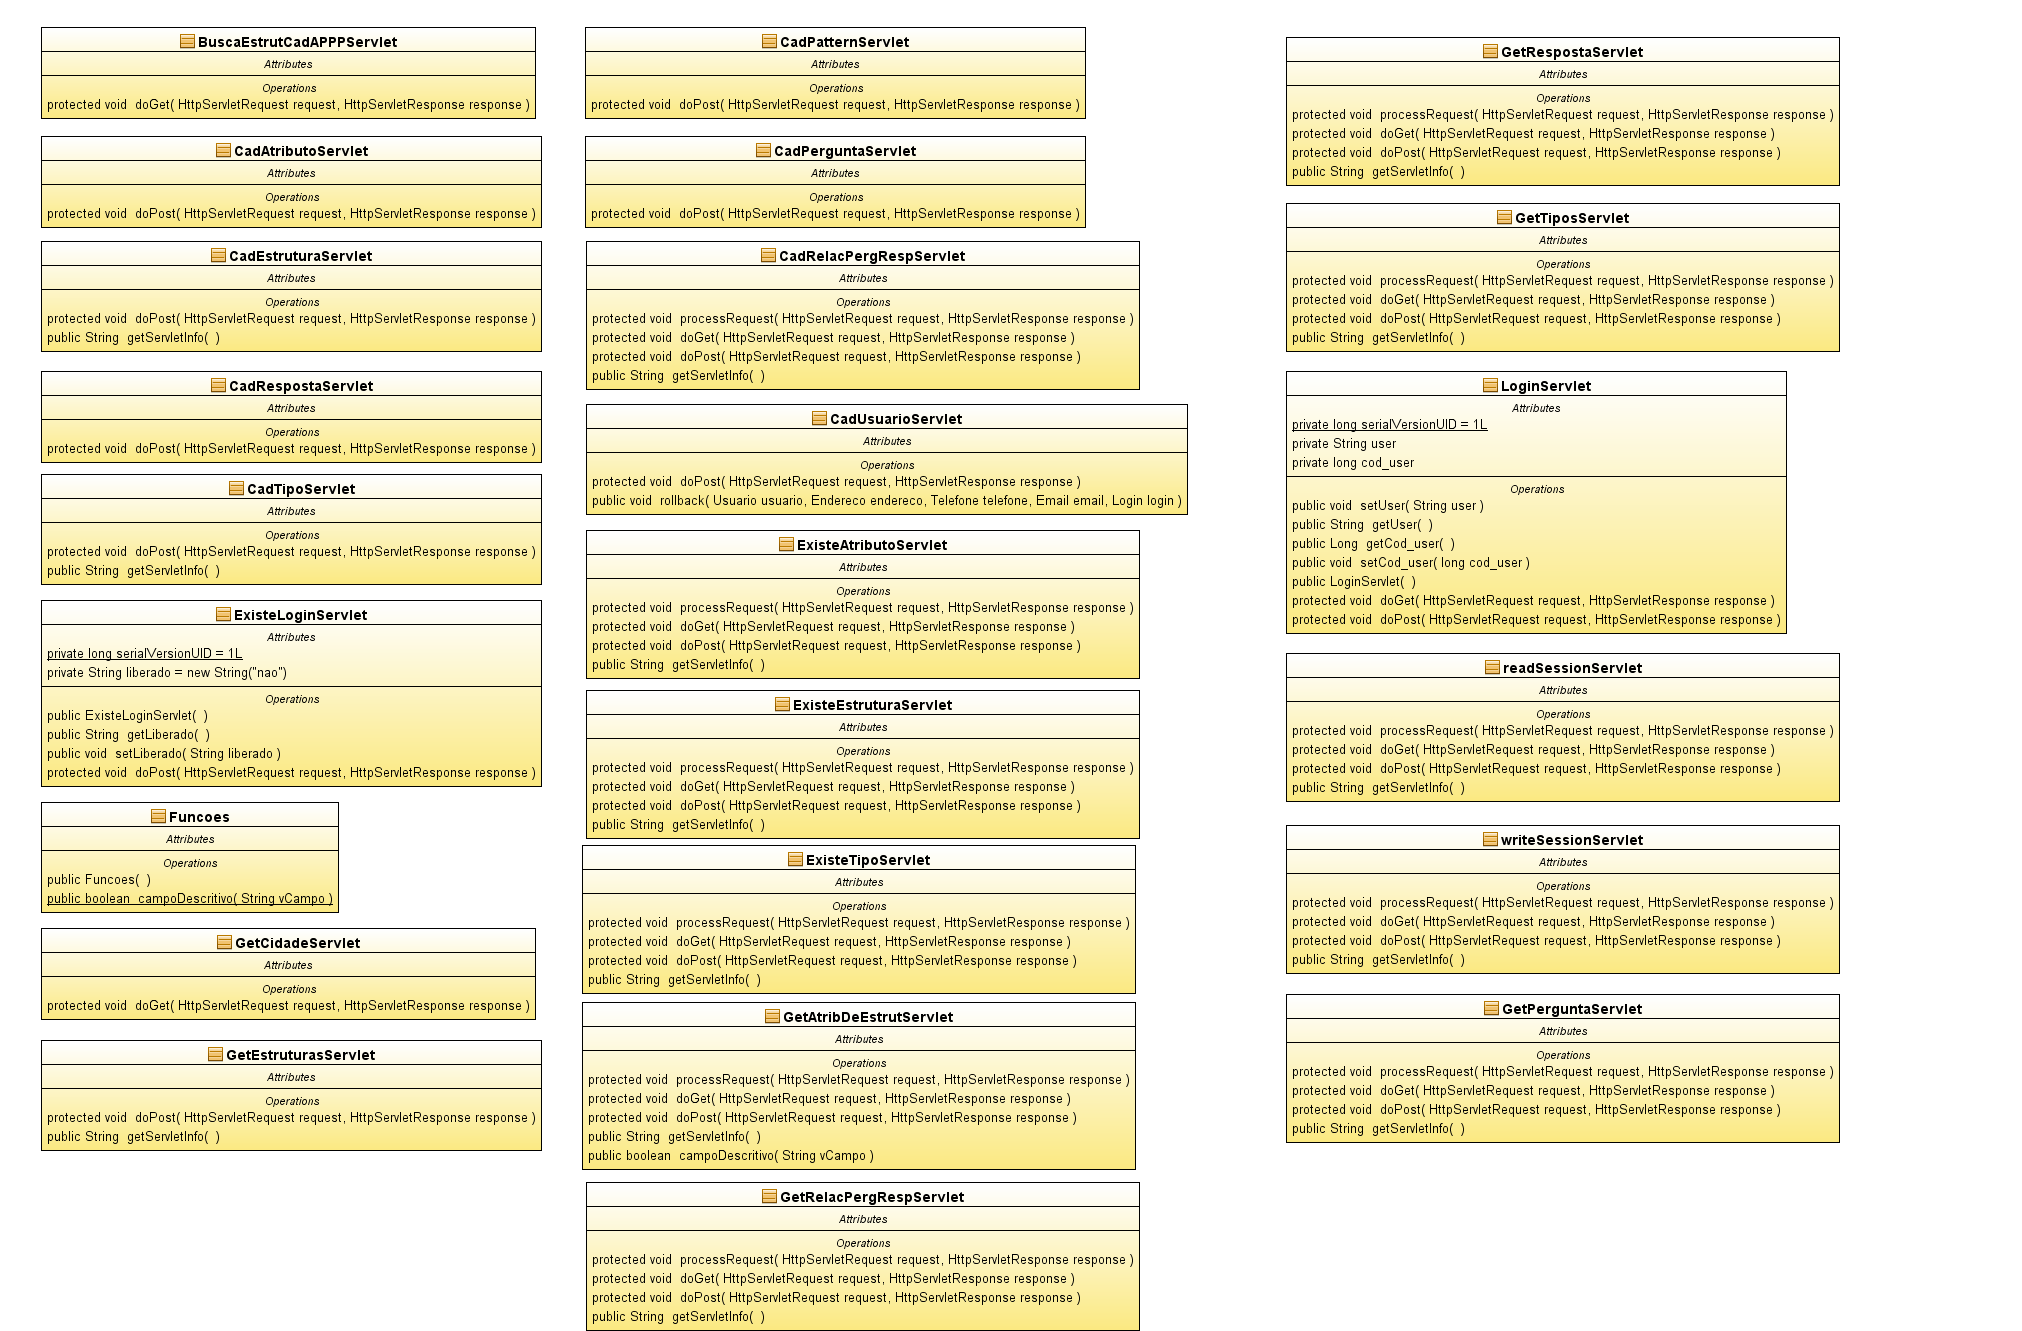 BuscaEstrutCadAPPPServlet
Attributes
Operations
protected void doGet( HttpServletRequest request, HttpServletResponse response )
CadAtributoServlet
Attributes
Operations
protected void doPost( HttpServletRequest request, HttpServletResponse response )
CadEstruturaServlet
Attributes
Operations
protected void doPost( HttpServletRequest request, HttpServletResponse response )
public String getServletInfo( )
CadRespostaServlet
Attributes
Operations
protected void doPost( HttpServletRequest request, HttpServletResponse response )
CadTipoServlet
Attributes
Operations
protected void doPost( HttpServletRequest request, HttpServletResponse response )
public String getServletInfo( )
ExisteLoginServlet
Attributes
private long serialVersionUID = 1L
private String liberado = new String("nao")
Operations
public ExisteLoginServlet( )
public String getLiberado( )
public void setLiberado( String liberado )
protected void doPost( HttpServletRequest request, HttpServletResponse response )
Funcoes
Attributes
Operations
public Funcoes( )
public boolean campoDescritivo( String vCampo )
GetCidadeServlet
Attributes
Operations
protected void doGet( HttpServletRequest request, HttpServletResponse response )
GetEstruturasServlet
Attributes
Operations
protected void doPost( HttpServletRequest request, HttpServletResponse response )
public String getServletInfo( )
CadPatternServlet
Attributes
Operations
protected void doPost( HttpServletRequest request, HttpServletResponse response )
CadPerguntaServlet
Attributes
Operations
protected void doPost( HttpServletRequest request, HttpServletResponse response )
CadRelacPergRespServlet
Attributes
Operations
protected void processRequest( HttpServletRequest request, HttpServletResponse response )
protected void doGet( HttpServletRequest request, HttpServletResponse response )
protected void doPost( HttpServletRequest request, HttpServletResponse response )
public String getServletInfo( )
CadUsuarioServlet
Attributes
Operations
protected void doPost( HttpServletRequest request, HttpServletResponse response )
public void rollback( Usuario usuario, Endereco endereco, Telefone telefone, Email email, Login login )
ExisteAtributoServlet
Attributes
Operations
protected void processRequest( HttpServletRequest request, HttpServletResponse response )
protected void doGet( HttpServletRequest request, HttpServletResponse response )
protected void doPost( HttpServletRequest request, HttpServletResponse response )
public String getServletInfo( )
ExisteEstruturaServlet
Attributes
Operations
protected void processRequest( HttpServletRequest request, HttpServletResponse response )
protected void doGet( HttpServletRequest request, HttpServletResponse response )
protected void doPost( HttpServletRequest request, HttpServletResponse response )
public String getServletInfo( )
ExisteTipoServlet
Attributes
Operations
protected void processRequest( HttpServletRequest request, HttpServletResponse response )
protected void doGet( HttpServletRequest request, HttpServletResponse response )
protected void doPost( HttpServletRequest request, HttpServletResponse response )
public String getServletInfo( )
GetAtribDeEstrutServlet
Attributes
Operations
protected void processRequest( HttpServletRequest request, HttpServletResponse response )
protected void doGet( HttpServletRequest request, HttpServletResponse response )
protected void doPost( HttpServletRequest request, HttpServletResponse response )
public String getServletInfo( )
public boolean campoDescritivo( String vCampo )
GetRelacPergRespServlet
Attributes
Operations
protected void processRequest( HttpServletRequest request, HttpServletResponse response )
protected void doGet( HttpServletRequest request, HttpServletResponse response )
protected void doPost( HttpServletRequest request, HttpServletResponse response )
public String getServletInfo( )
GetRespostaServlet
Attributes
Operations
protected void processRequest( HttpServletRequest request, HttpServletResponse response )
protected void doGet( HttpServletRequest request, HttpServletResponse response )
protected void doPost( HttpServletRequest request, HttpServletResponse response )
public String getServletInfo( )
GetTiposServlet
Attributes
Operations
protected void processRequest( HttpServletRequest request, HttpServletResponse response )
protected void doGet( HttpServletRequest request, HttpServletResponse response )
protected void doPost( HttpServletRequest request, HttpServletResponse response )
public String getServletInfo( )
LoginServlet
Attributes
private long serialVersionUID = 1L
private String user
private long cod_user
Operations
public void setUser( String user )
public String getUser( )
public Long getCod_user( )
public void setCod_user( long cod_user )
public LoginServlet( )
protected void doGet( HttpServletRequest request, HttpServletResponse response )
protected void doPost( HttpServletRequest request, HttpServletResponse response )
readSessionServlet
Attributes
Operations
protected void processRequest( HttpServletRequest request, HttpServletResponse response )
protected void doGet( HttpServletRequest request, HttpServletResponse response )
protected void doPost( HttpServletRequest request, HttpServletResponse response )
public String getServletInfo( )
writeSessionServlet
Attributes
Operations
protected void processRequest( HttpServletRequest request, HttpServletResponse response )
protected void doGet( HttpServletRequest request, HttpServletResponse response )
protected void doPost( HttpServletRequest request, HttpServletResponse response )
public String getServletInfo( )
GetPerguntaServlet
Attributes
Operations
protected void processRequest( HttpServletRequest request, HttpServletResponse response )
protected void doGet( HttpServletRequest request, HttpServletResponse response )
protected void doPost( HttpServletRequest request, HttpServletResponse response )
public String getServletInfo( )